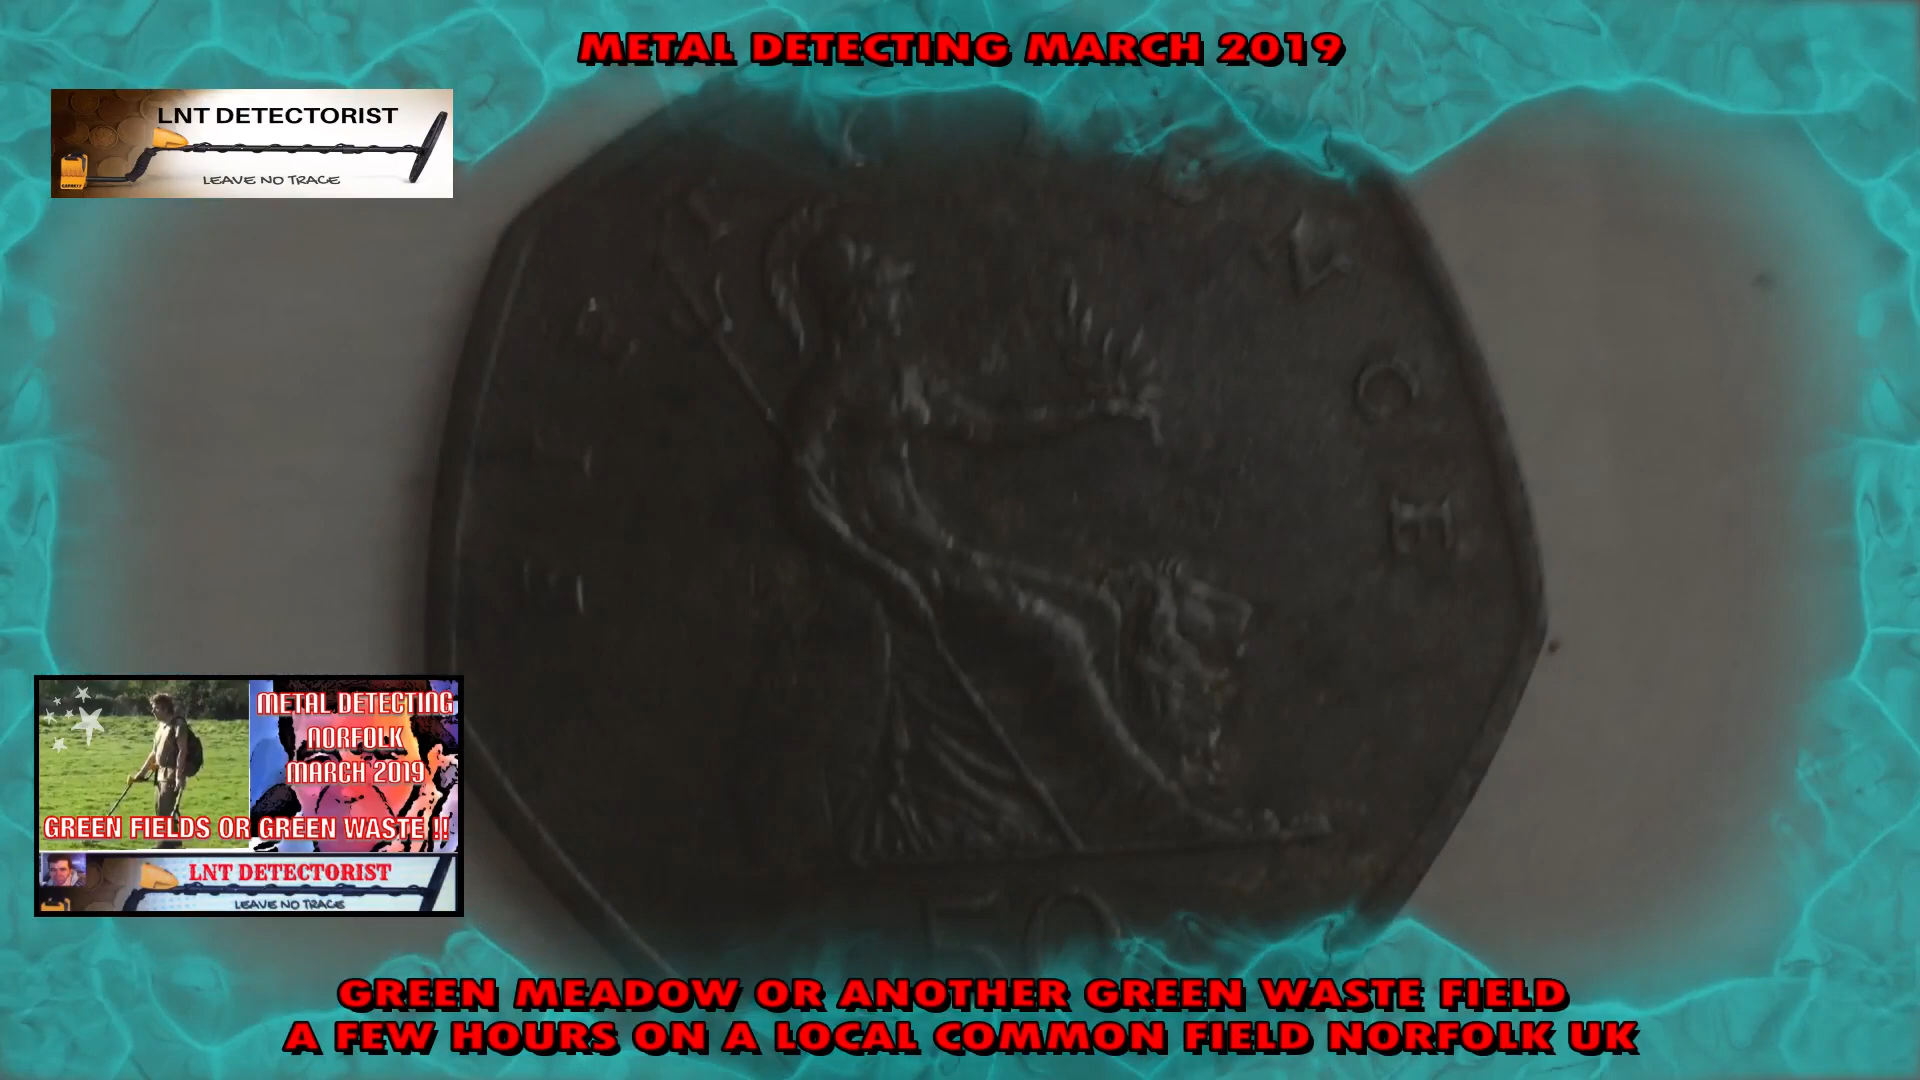 METAL DETECTING MARCH 2019
LNT DETECTORIST
LEAVE NO TRACE
GARRETT
C
E
50
METAL DETECTING
NORFOLK
MARCH 2019
GREEN FIELDS OR GREEN WASTE !!
LNT DETECTORIST
LEAVE NO TRACE
GREEN MEADOW OR ANOTHER GREEN WASTE FIELD
A FEW HOURS ON A LOCAL COMMON FIELD NORFOLK UK